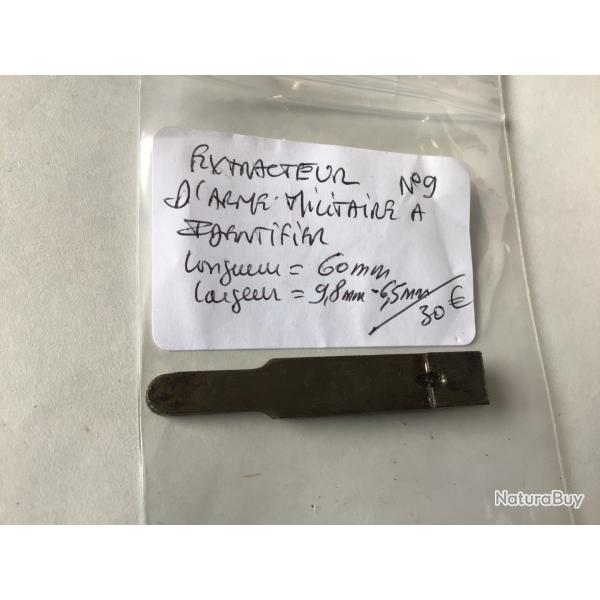 EXTRACTEUR
N°9
D'ARME MILITAIRE A
IDENTIFIER
Longueur = 60mm
largeur = 9,8mm - 6,5mm
30 €
NaturaBuy